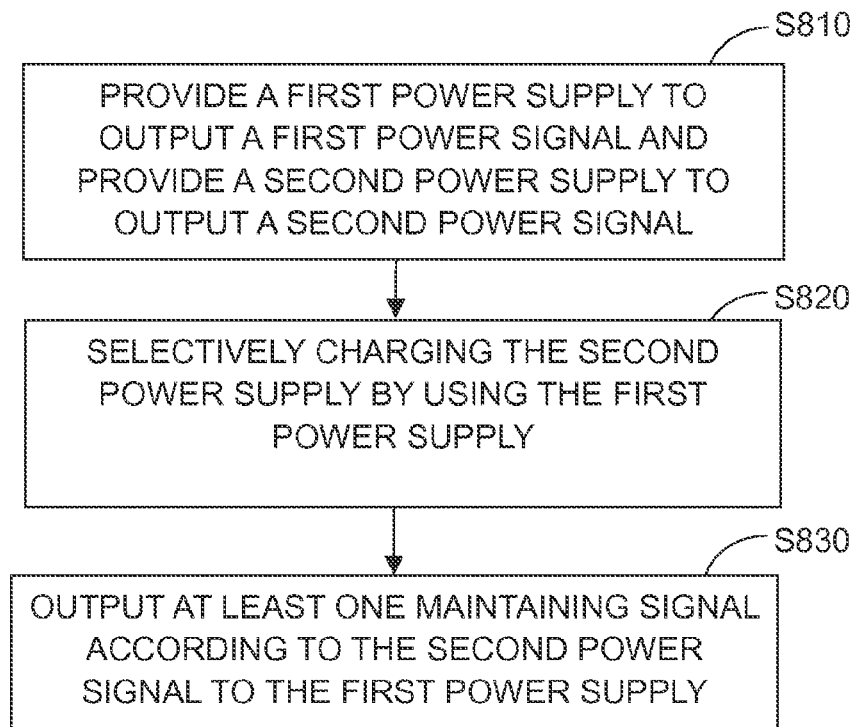 S810
PROVIDE A FIRST POWER SUPPLY TO
OUTPUT A FIRST POWER SIGNAL AND
PROVIDE A SECOND POWER SUPPLY TO
OUTPUT A SECOND POWER SIGNAL
S820
SELECTIVELY CHARGING THE SECOND
POWER SUPPLY BY USING THE FIRST
POWER SUPPLY
S830
OUTPUT AT LEAST ONE MAINTAINING SIGNAL
ACCORDING TO THE SECOND POWER
SIGNAL TO THE FIRST POWER SUPPLY